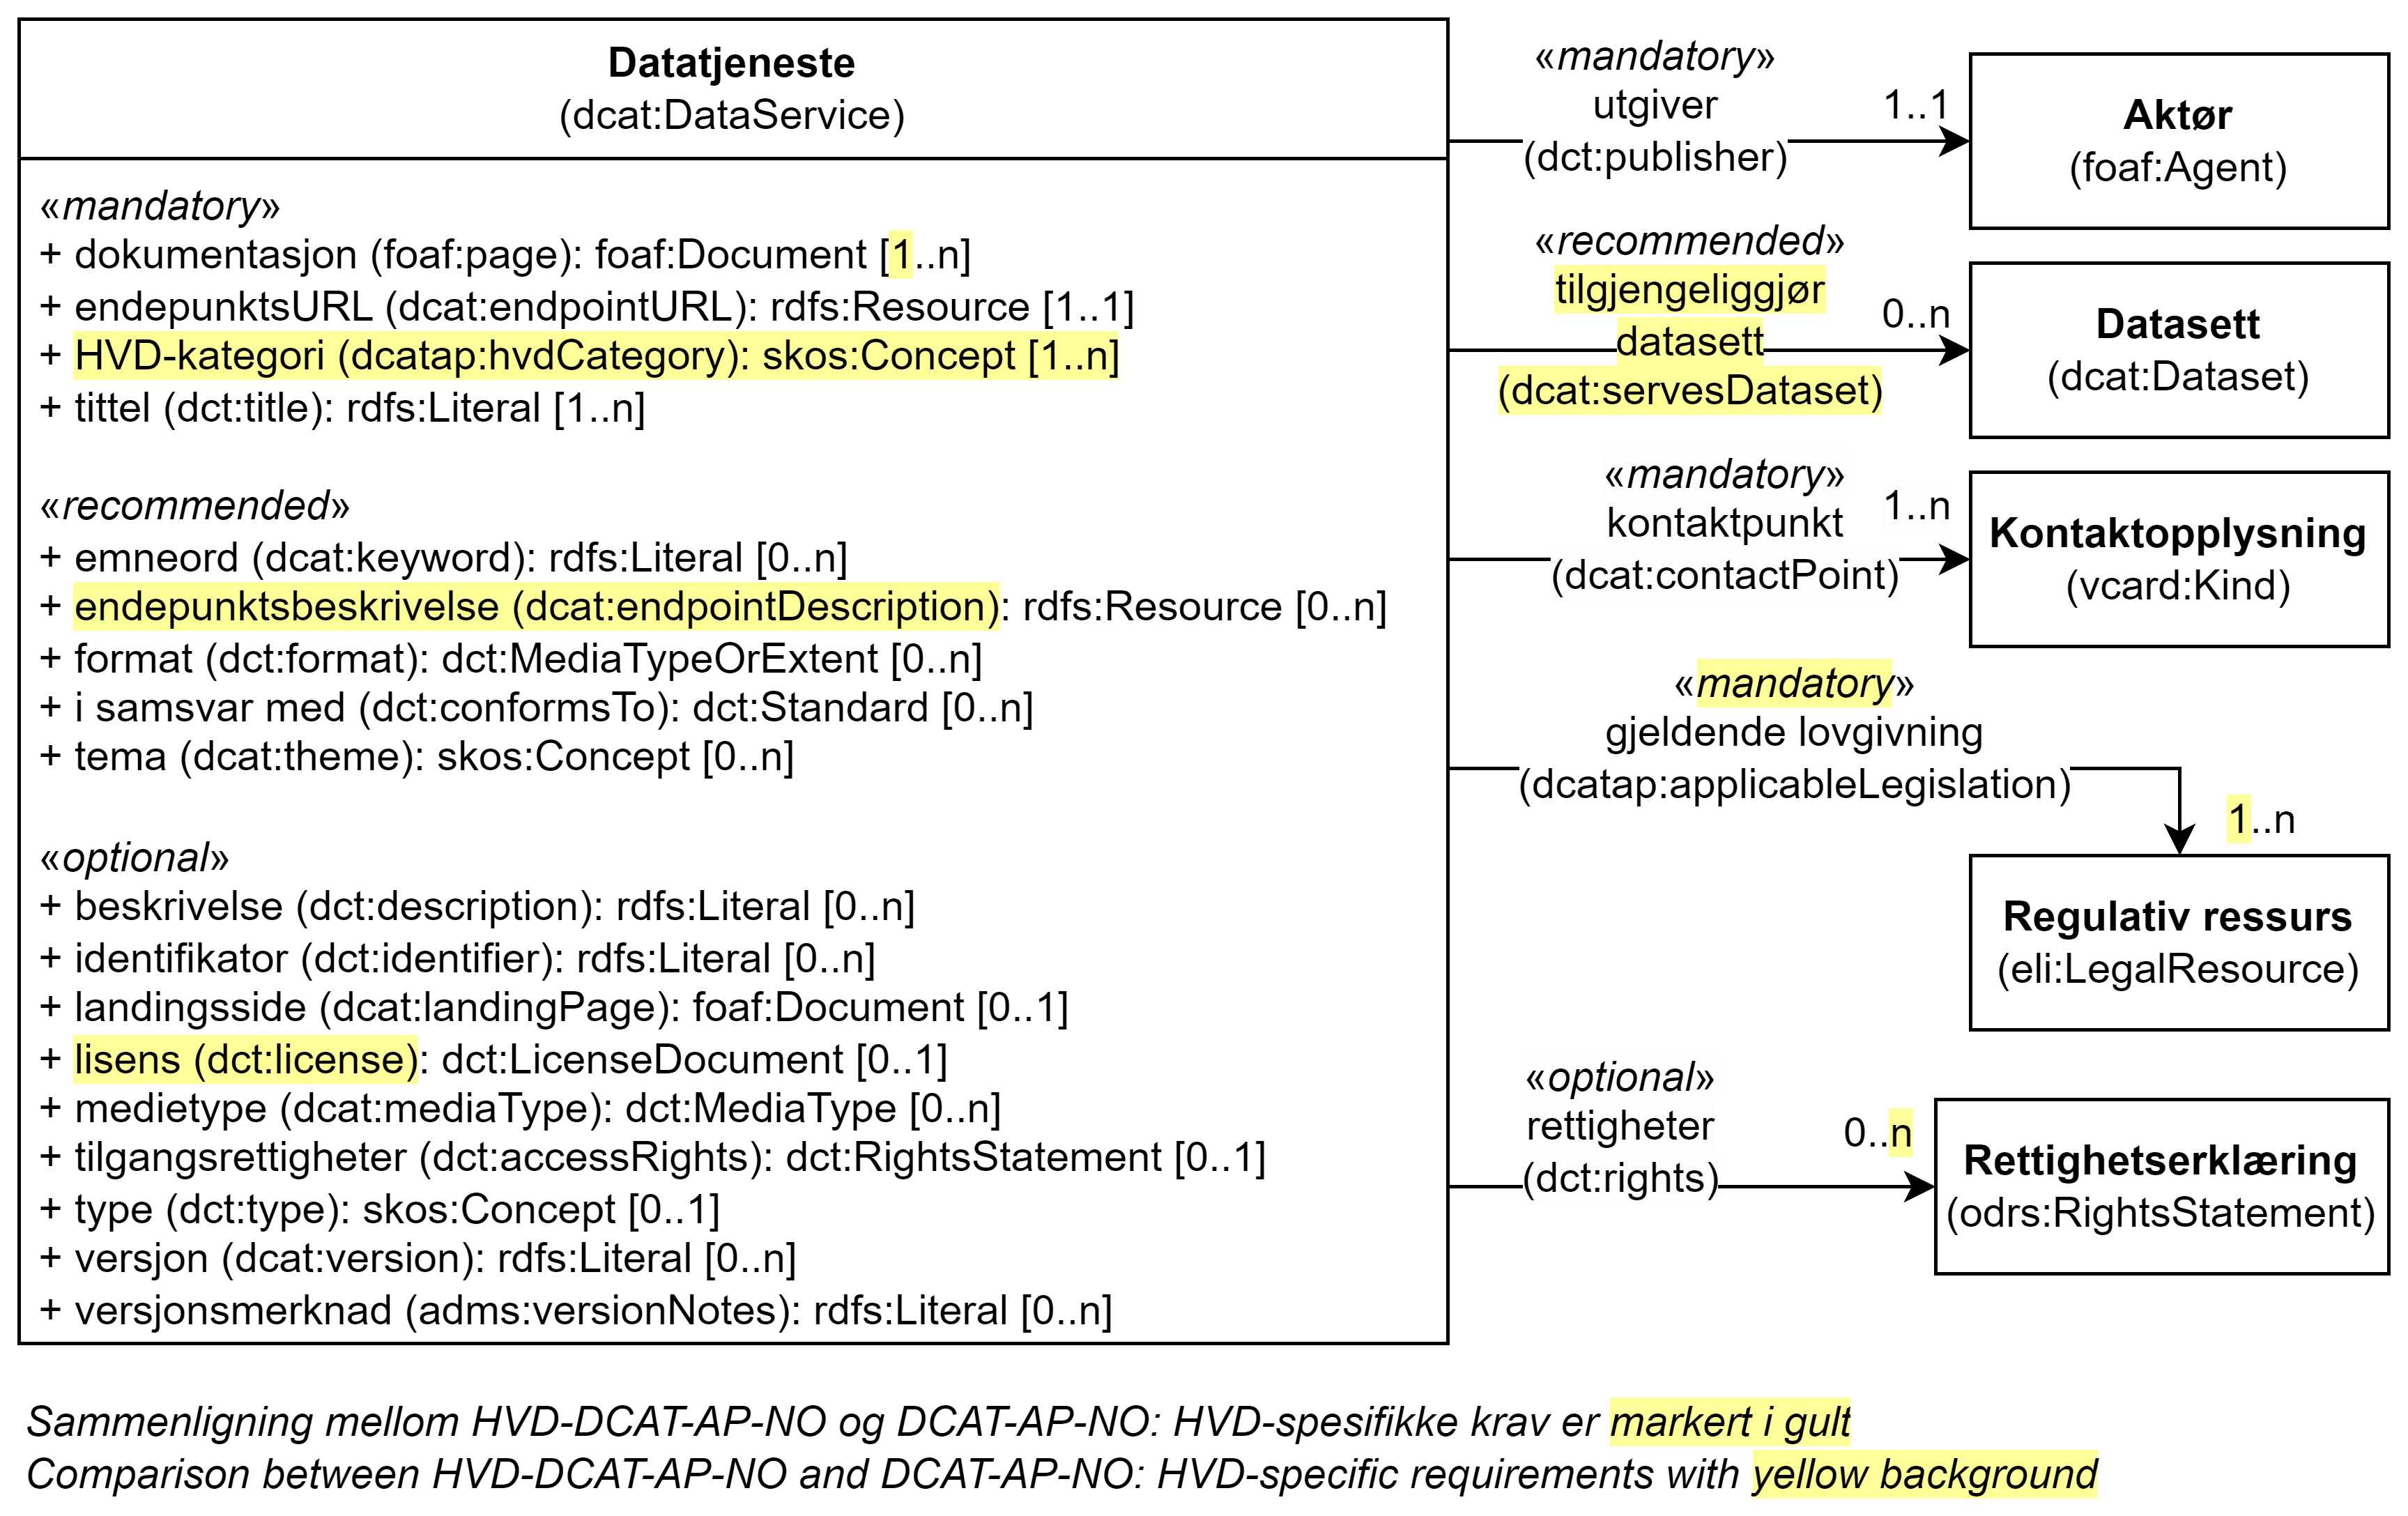 Datatjeneste
(dcat:DataService)
«mandatory»
+ dokumentasjon (foaf:page): foaf:Document [1..n]
+ endepunktsURL (dcat:endpointURL): rdfs:Resource [1..1]
+ HVD-kategori (dcatap:hvdCategory): skos:Concept [1..n]
+ tittel (dct:title): rdfs:Literal [1..n]
«recommended»
+ emneord (dcat:keyword): rdfs:Literal [0..n]
+ endepunktsbeskrivelse (dcat:endpointDescription): rdfs:Resource [0..n]
+ format (dct:format): dct:MediaTypeOrExtent [0..n]
+ i samsvar med (dct:conformsTo): dct:Standard [0..n]
+ tema (dcat:theme): skos:Concept [0..n]
«optional»
+ beskrivelse (dct:description): rdfs:Literal [0..n]
+ identifikator (dct:identifier): rdfs:Literal [0..n]
+ landingsside (dcat:landingPage): foaf:Document [0..1]
+ lisens (dct:license): dct:LicenseDocument [0..1]
+ medietype (dcat:mediaType): dct:MediaType [0..n]
+ tilgangsrettigheter (dct:accessRights): dct:RightsStatement [0..1]
+ type (dct:type): skos:Concept [0..1]
+ versjon (dcat:version): rdfs:Literal [0..n]
+ versjonsmerknad (adms:versionNotes): rdfs:Literal [0..n]
«mandatory»
utgiver
(dct:publisher)
1..1
Aktør
(foaf:Agent)
«recommended»
tilgjengeliggjør
datasett
(dcat:servesDataset)
0..n
Datasett
(dcat:Dataset)
«mandatory»
kontaktpunkt
(dcat:contactPoint)
1..n
Kontaktopplysning
(vcard:Kind)
«mandatory»
gjeldende lovgivning
(dcatap:applicableLegislation)
1..n
Regulativ ressurs
(eli:LegalResource)
«optional»
rettigheter
(dct:rights)
0..n
Rettighetserklæring
(odrs:RightsStatement)
Sammenligning mellom HVD-DCAT-AP-NO og DCAT-AP-NO: HVD-spesifikke krav er markert i gult
Comparison between HVD-DCAT-AP-NO and DCAT-AP-NO: HVD-specific requirements with yellow background